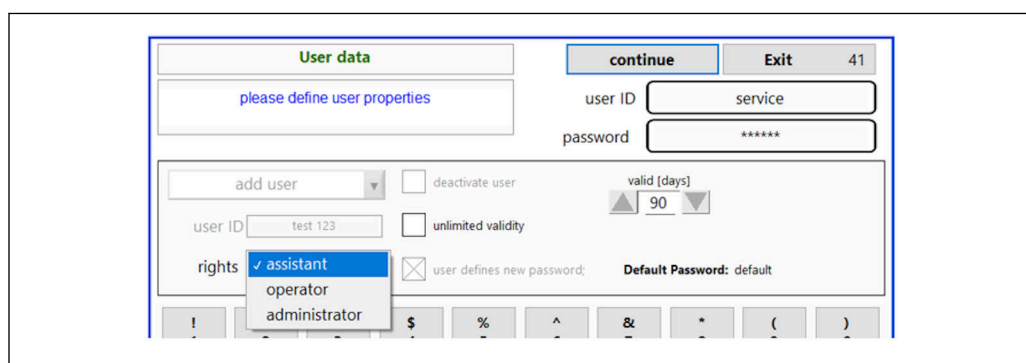 User data
continue
Exit 41
please define user properties
user ID service
password ******
add user
deactivate user
valid [days]
90
user ID test 123
unlimited validity
rights ✓ assistant
operator
administrator
user defines new password;
Default Password: default
! $ % ^ & * ( )